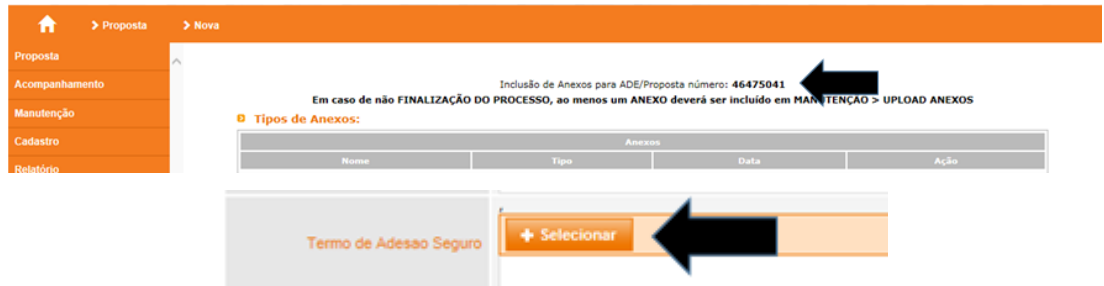 > Proposta > Nova
Proposta
Acompanhamento
Manutenção
Cadastro
Relatório
Inclusão de Anexos para ADE/Proposta número: 46475041
Em caso de não FINALIZAÇÃO DO PROCESSO, ao menos um ANEXO deverá ser incluído em MANUTENÇÃO > UPLOAD ANEXOS
Tipos de Anexos:
Anexos
Nome Tipo Data Ação
Termo de Adesao Seguro + Selecionar